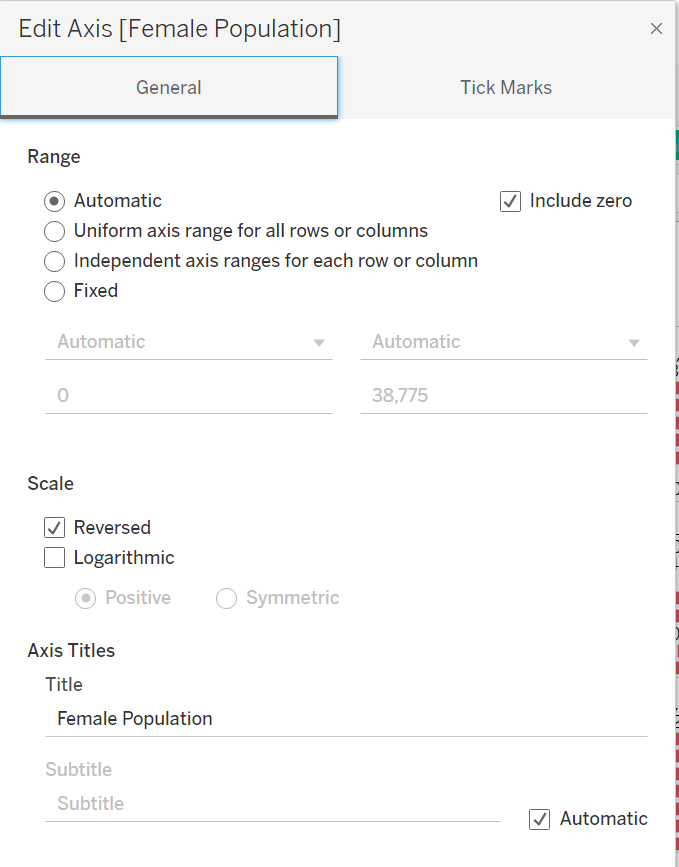 Edit Axis [Female Population]
General
Tick Marks
Range
Automatic
Include zero
Uniform axis range for all rows or columns
Independent axis ranges for each row or column
Fixed
Automatic
Automatic
0
38,775
Scale
Reversed
Logarithmic
Positive
Symmetric
Axis Titles
Title
Female Population
Subtitle
Subtitle
Automatic